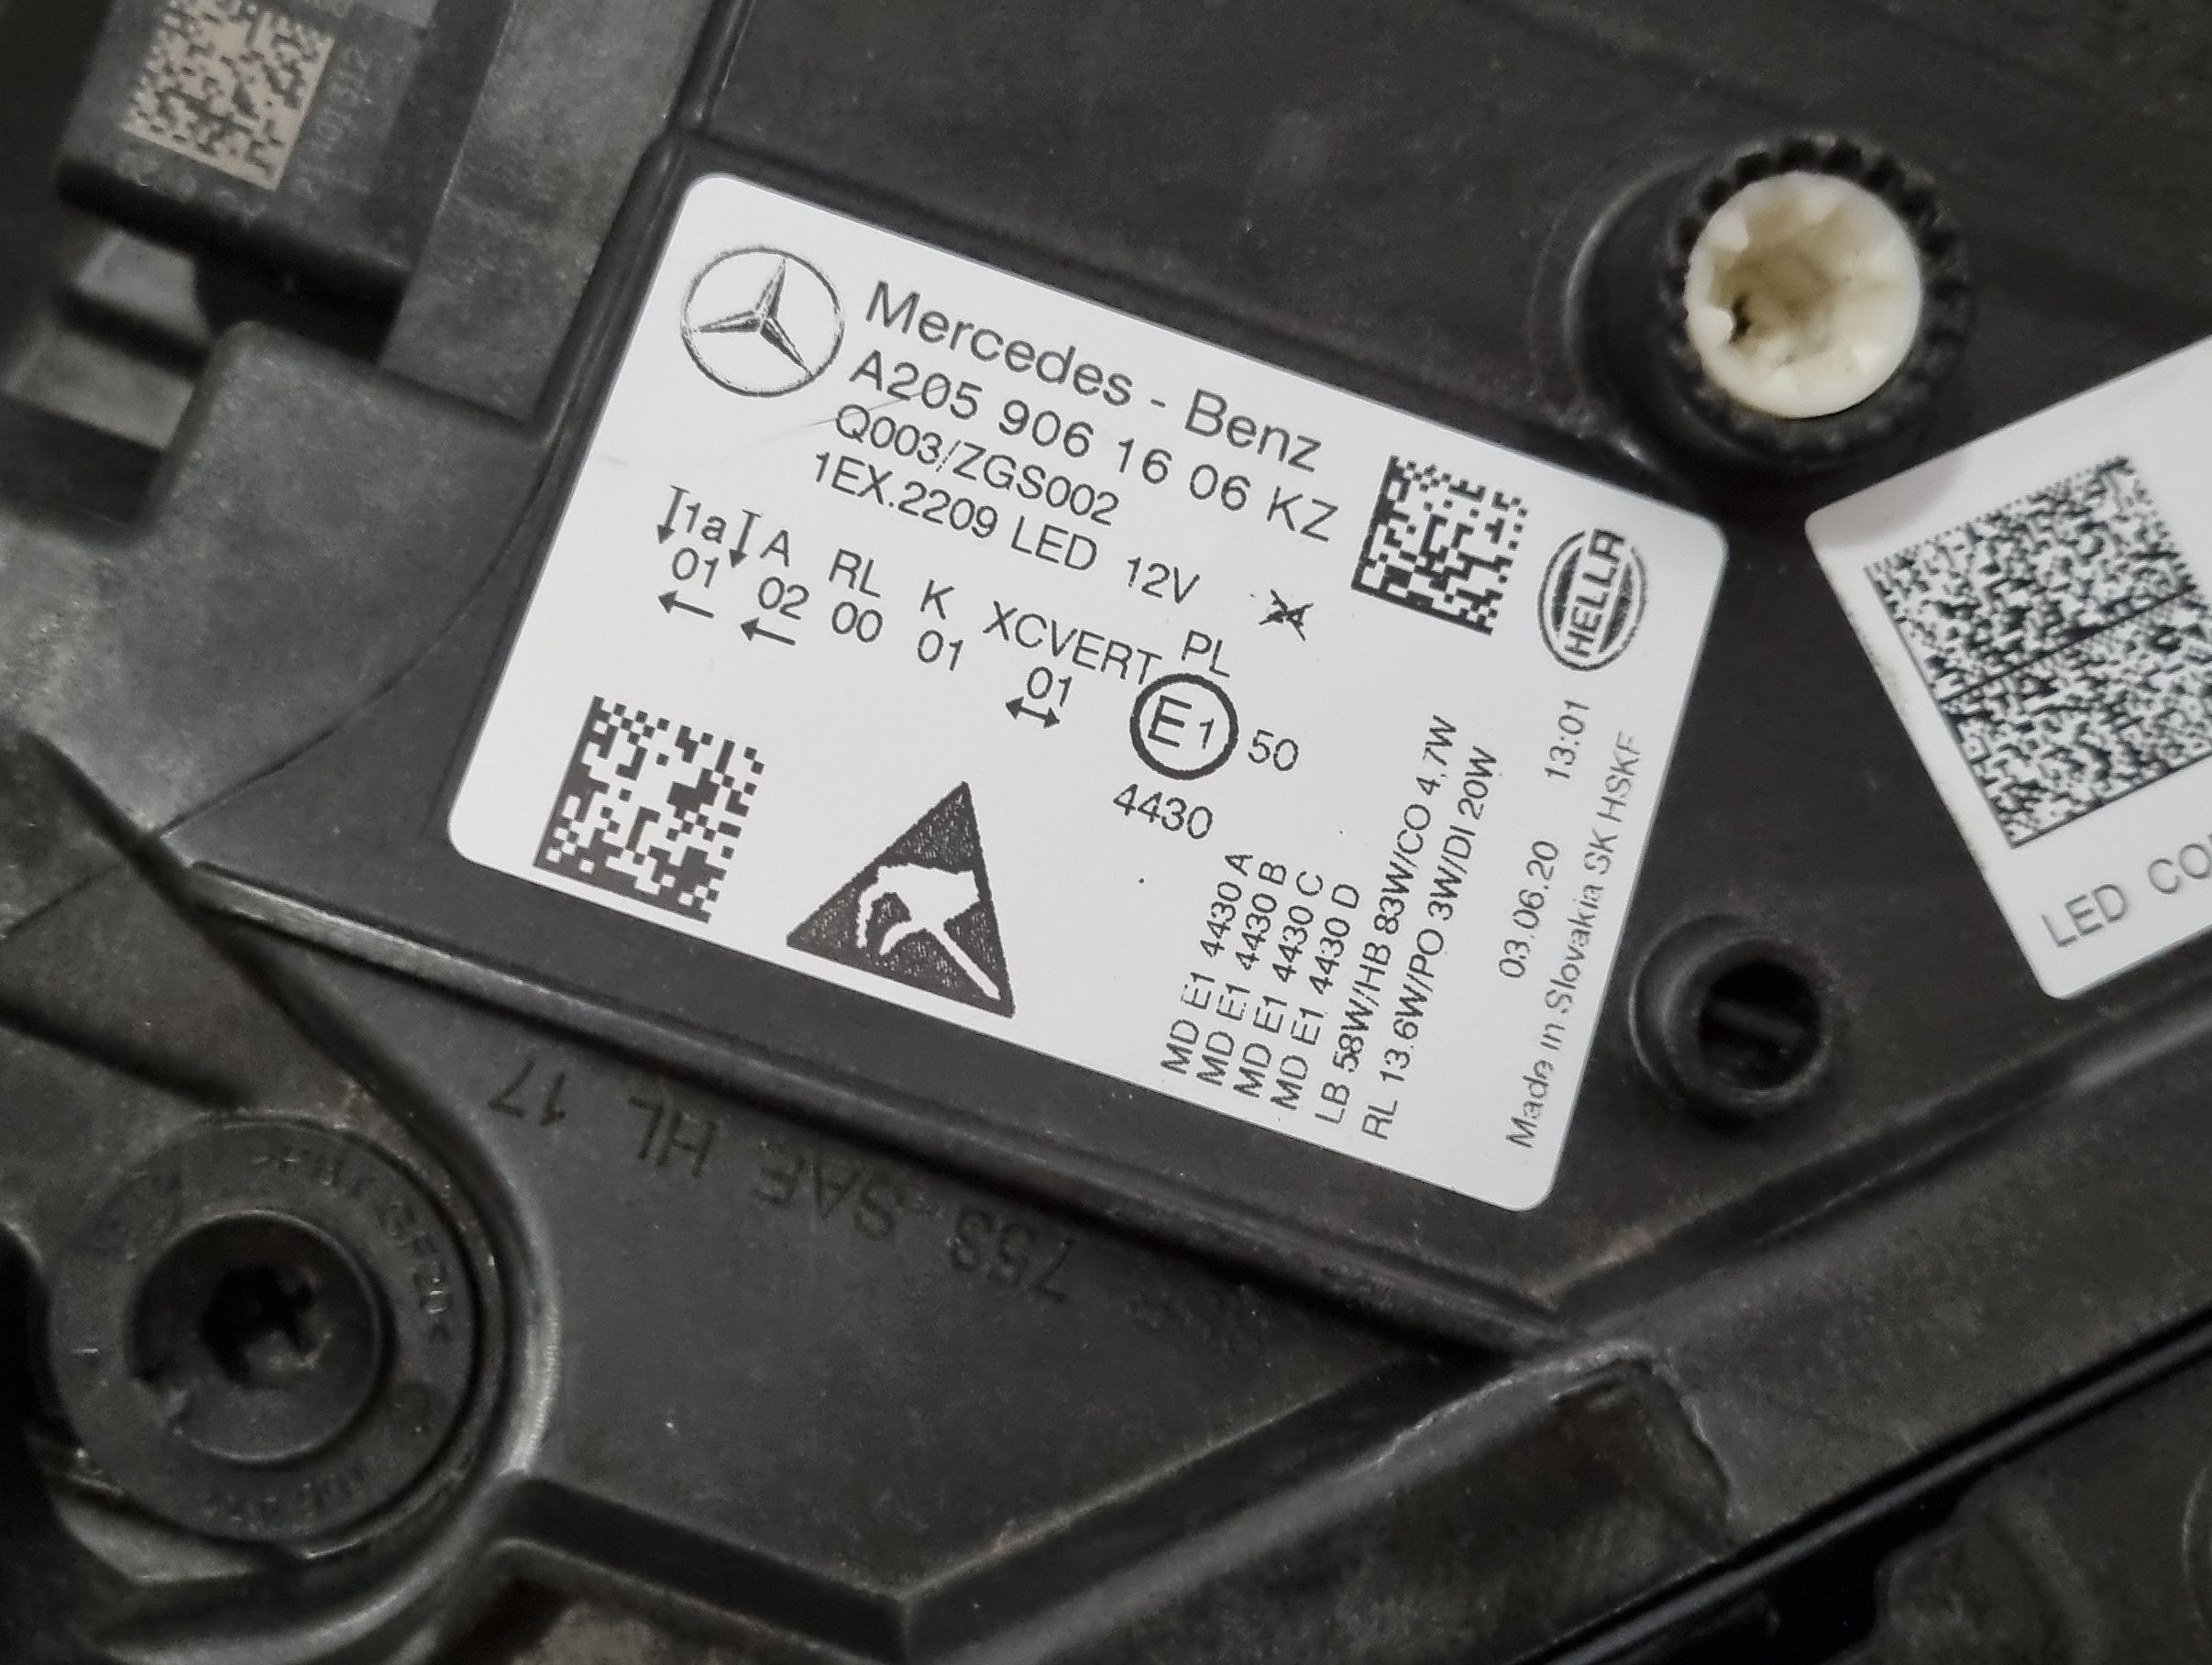 Mercedes - Benz
A205 906 16 06 KZ
Q003/ZGS002
1EX.2209 LED 12V
1a A RL K XCVERT PL
01 02 00 01 01
E1 50
4430
HELLA
MD E1 4430 A
MD E1 4430 B
MD E1 4430 C
MD E1 4430 D
LB 58W/HB 83W/CO 4,7W
RL 13.6W/PO 3W/DI 20W
03.06.20 13:01
Made in Slovakia SK HSKF
LED
753 SAE HL 17